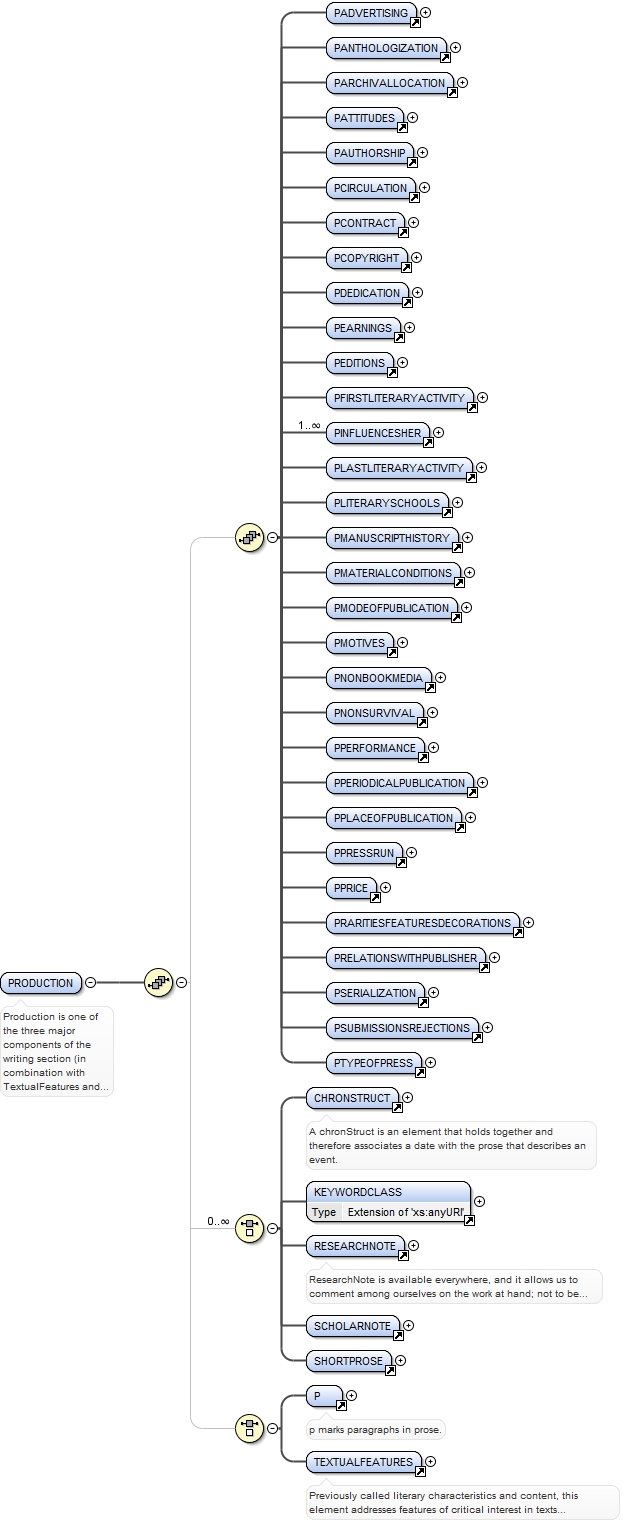 PADVERTISING
PANTHOLOGIZATION
PARCHIVALLOCATION
PATTITUDES
PAUTHORSHIP
PCIRCULATION
PCONTRACT
PCOPYRIGHT
PDEDICATION
PEARNINGS
PEDITIONS
PFIRSTLITERARYACTIVITY
1..∞
PINFLUENCESHER
PLASTLITERARYACTIVITY
PLITERARYSCHOOLS
PMANUSCRIPTHISTORY
PMATERIALCONDITIONS
PMODEOFPUBLICATION
PMOTIVES
PNONBOOKMEDIA
PNONSURVIVAL
PPERFORMANCE
PPERIODICALPUBLICATION
PPLACEOFPUBLICATION
PPRESSRUN
PPRICE
PRARITIESFEATURESDECORATIONS
PRELATIONSWITHPUBLISHER
PSERIALIZATION
PSUBMISSIONSREJECTIONS
PTYPEOFPRESS
PRODUCTION
Production is one of
the three major
components of the
writing section (in
combination with
TextualFeatures and...
CHRONSTRUCT
A chronStruct is an element that holds together and
therefore associates a date with the prose that describes an
event.
0..∞
KEYWORDCLASS
Type Extension of 'xs:anyURI'
RESEARCHNOTE
ResearchNote is available everywhere, and it allows us to
comment among ourselves on the work at hand; not to be...
SCHOLARNOTE
SHORTPROSE
P
p marks paragraphs in prose.
TEXTUALFEATURES
Previously called literary characteristics and content, this
element addresses features of critical interest in texts...